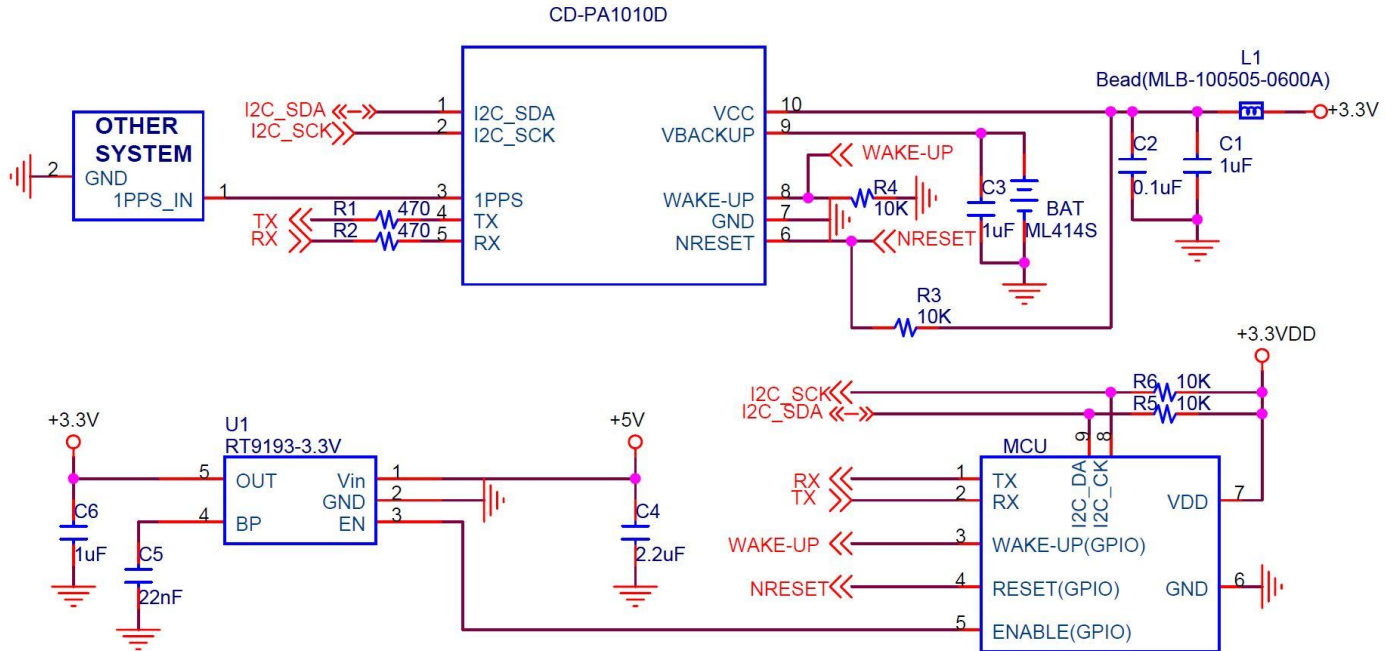 CD-PA1010D
L1
Bead(MLB-100505-0600A)
+3.3V
OTHER
SYSTEM
2
GND
1PPS_IN
1
I2C_SDA
I2C_SCK
1
2
I2C_SDA
I2C_SCK
3
1PPS
TX
R1
470
4
TX
RX
R2
470
5
RX
VCC
10
VBACKUP
9
WAKE-UP
WAKE-UP
8
R4
10K
GND
7
NRESET
6
NRESET
C3
1uF
BAT
ML414S
C2
0.1uF
C1
1uF
R3
10K
+3.3VDD
I2C_SCK
R6
10K
I2C_SDA
R5
10K
+3.3V
U1
RT9193-3.3V
+5V
5
OUT
Vin
1
GND
2
4
BP
EN
3
C6
1uF
C5
22nF
C4
2.2uF
MCU
9
8
I2C_DA
I2C_CK
RX
1
TX
TX
2
RX
VDD
7
WAKE-UP
3
WAKE-UP(GPIO)
NRESET
4
RESET(GPIO)
GND
6
5
ENABLE(GPIO)